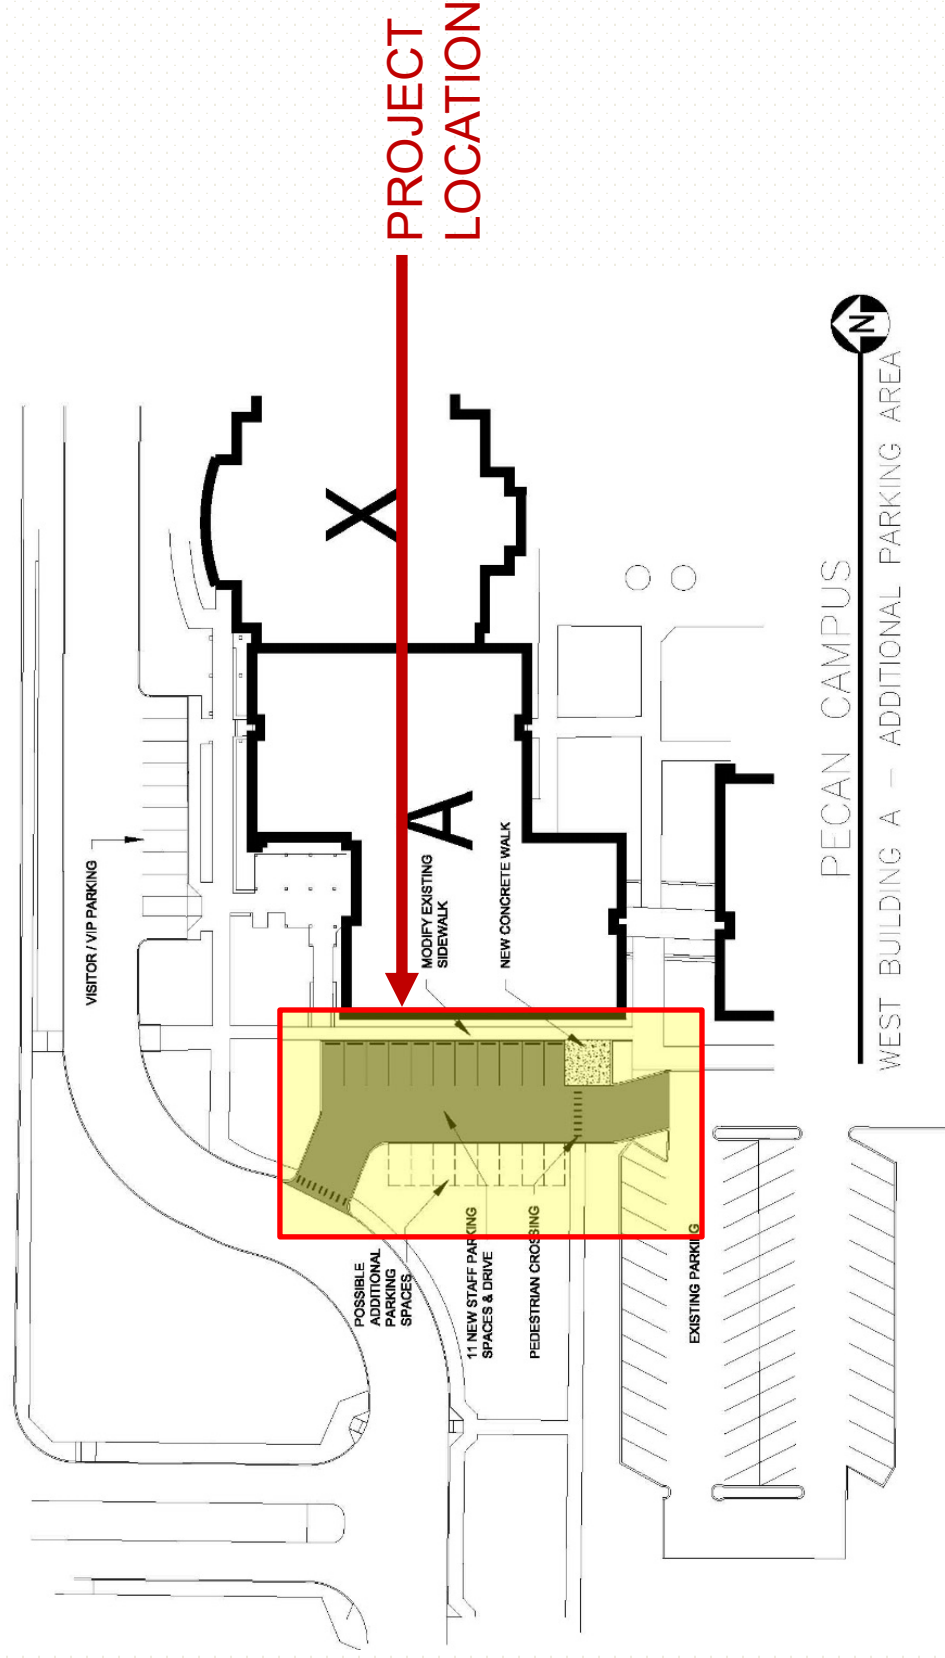 PROJECT
LOCATION
VISITOR / VIP PARKING
X
A
MODIFY EXISTING
SIDEWALK
NEW CONCRETE WALK
POSSIBLE
ADDITIONAL
PARKING
SPACES
11 NEW STAFF PARKING
SPACES & DRIVE
PEDESTRIAN CROSSING
EXISTING PARKING
N
PECAN CAMPUS
WEST BUILDING A - ADDITIONAL PARKING AREA